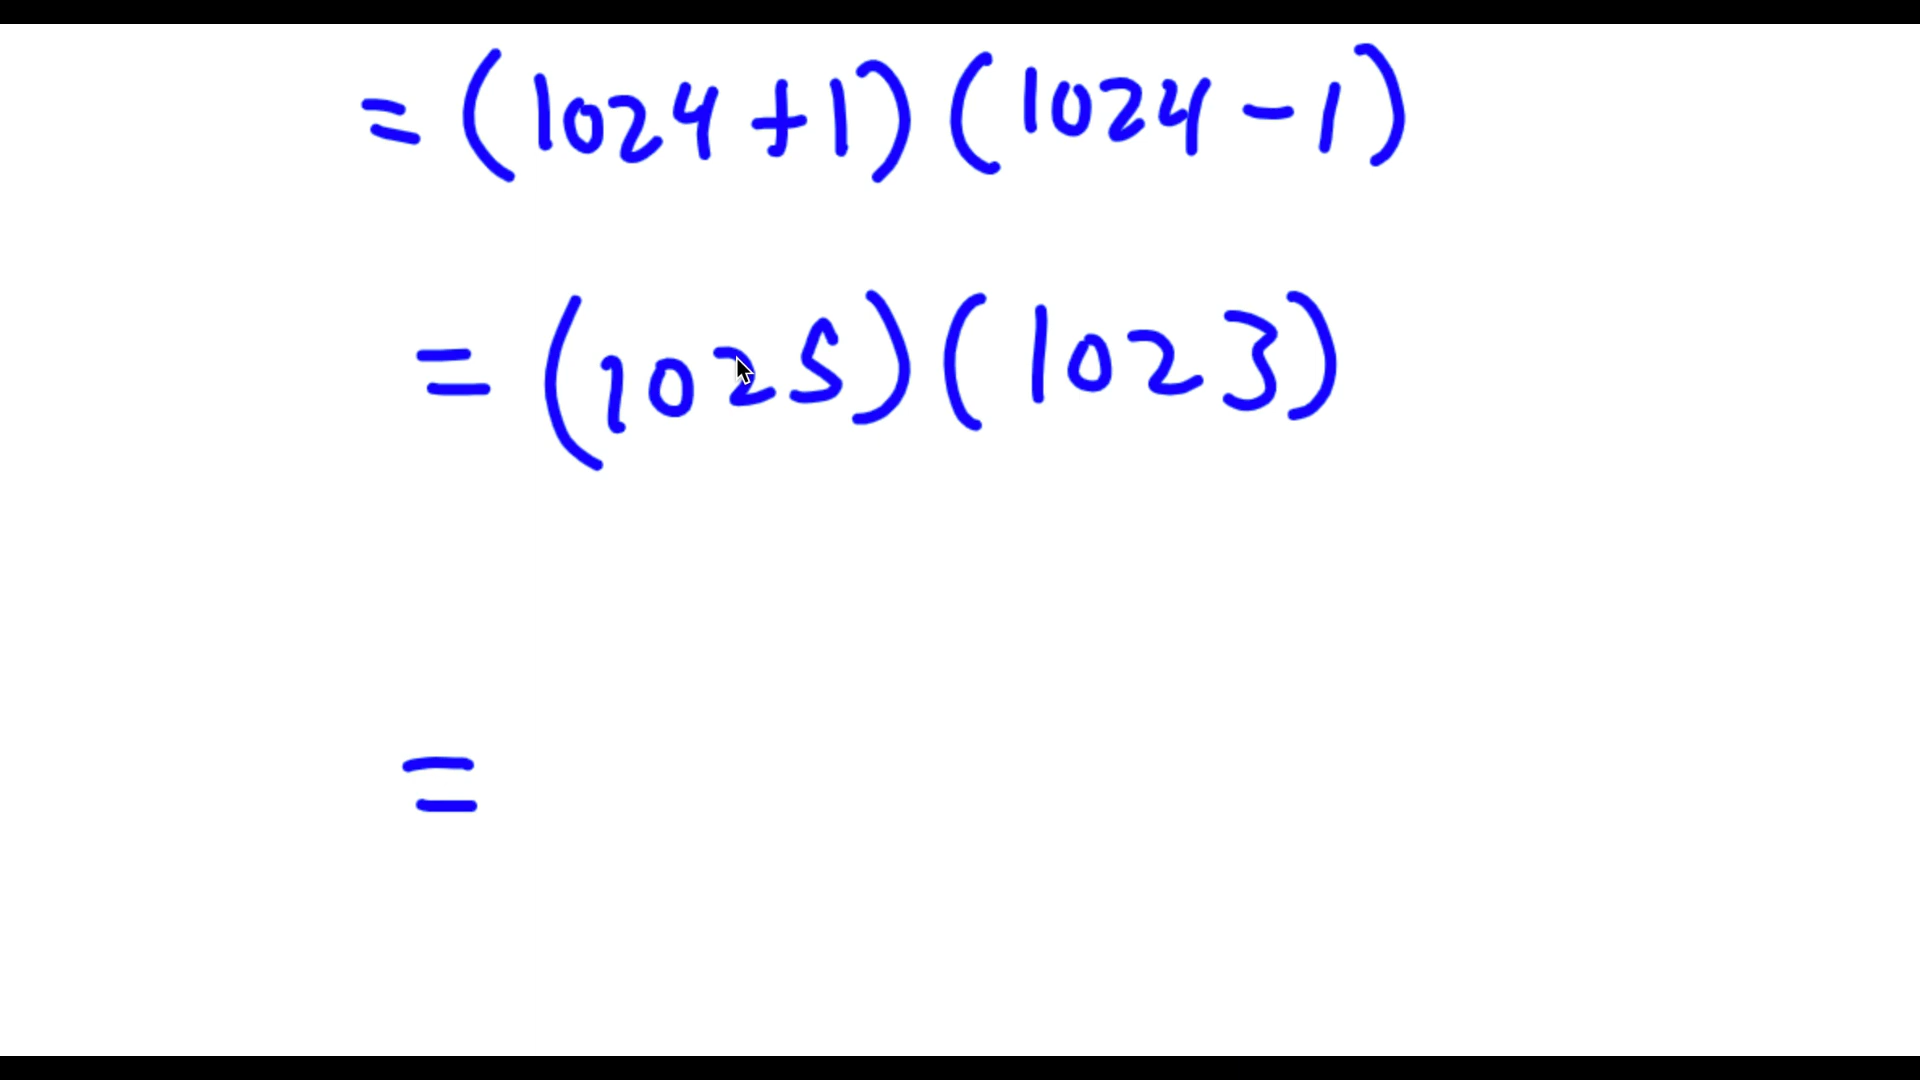 = (1024 + 1) (1024 - 1)
= (1025) (1023)
=